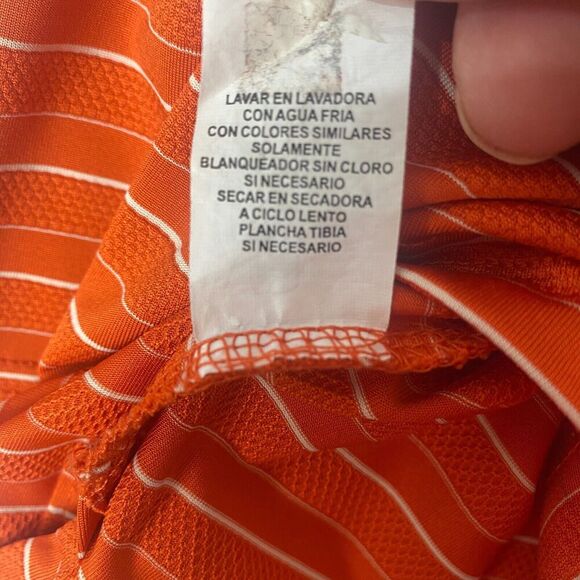 LAVAR EN LAVADORA
CON AGUA FRIA
CON COLORES SIMILARES
SOLAMENTE
BLANQUEADOR SIN CLORO
SI NECESARIO
SECAR EN SECADORA
A CICLO LENTO
PLANCHA TIBIA
SI NECESARIO